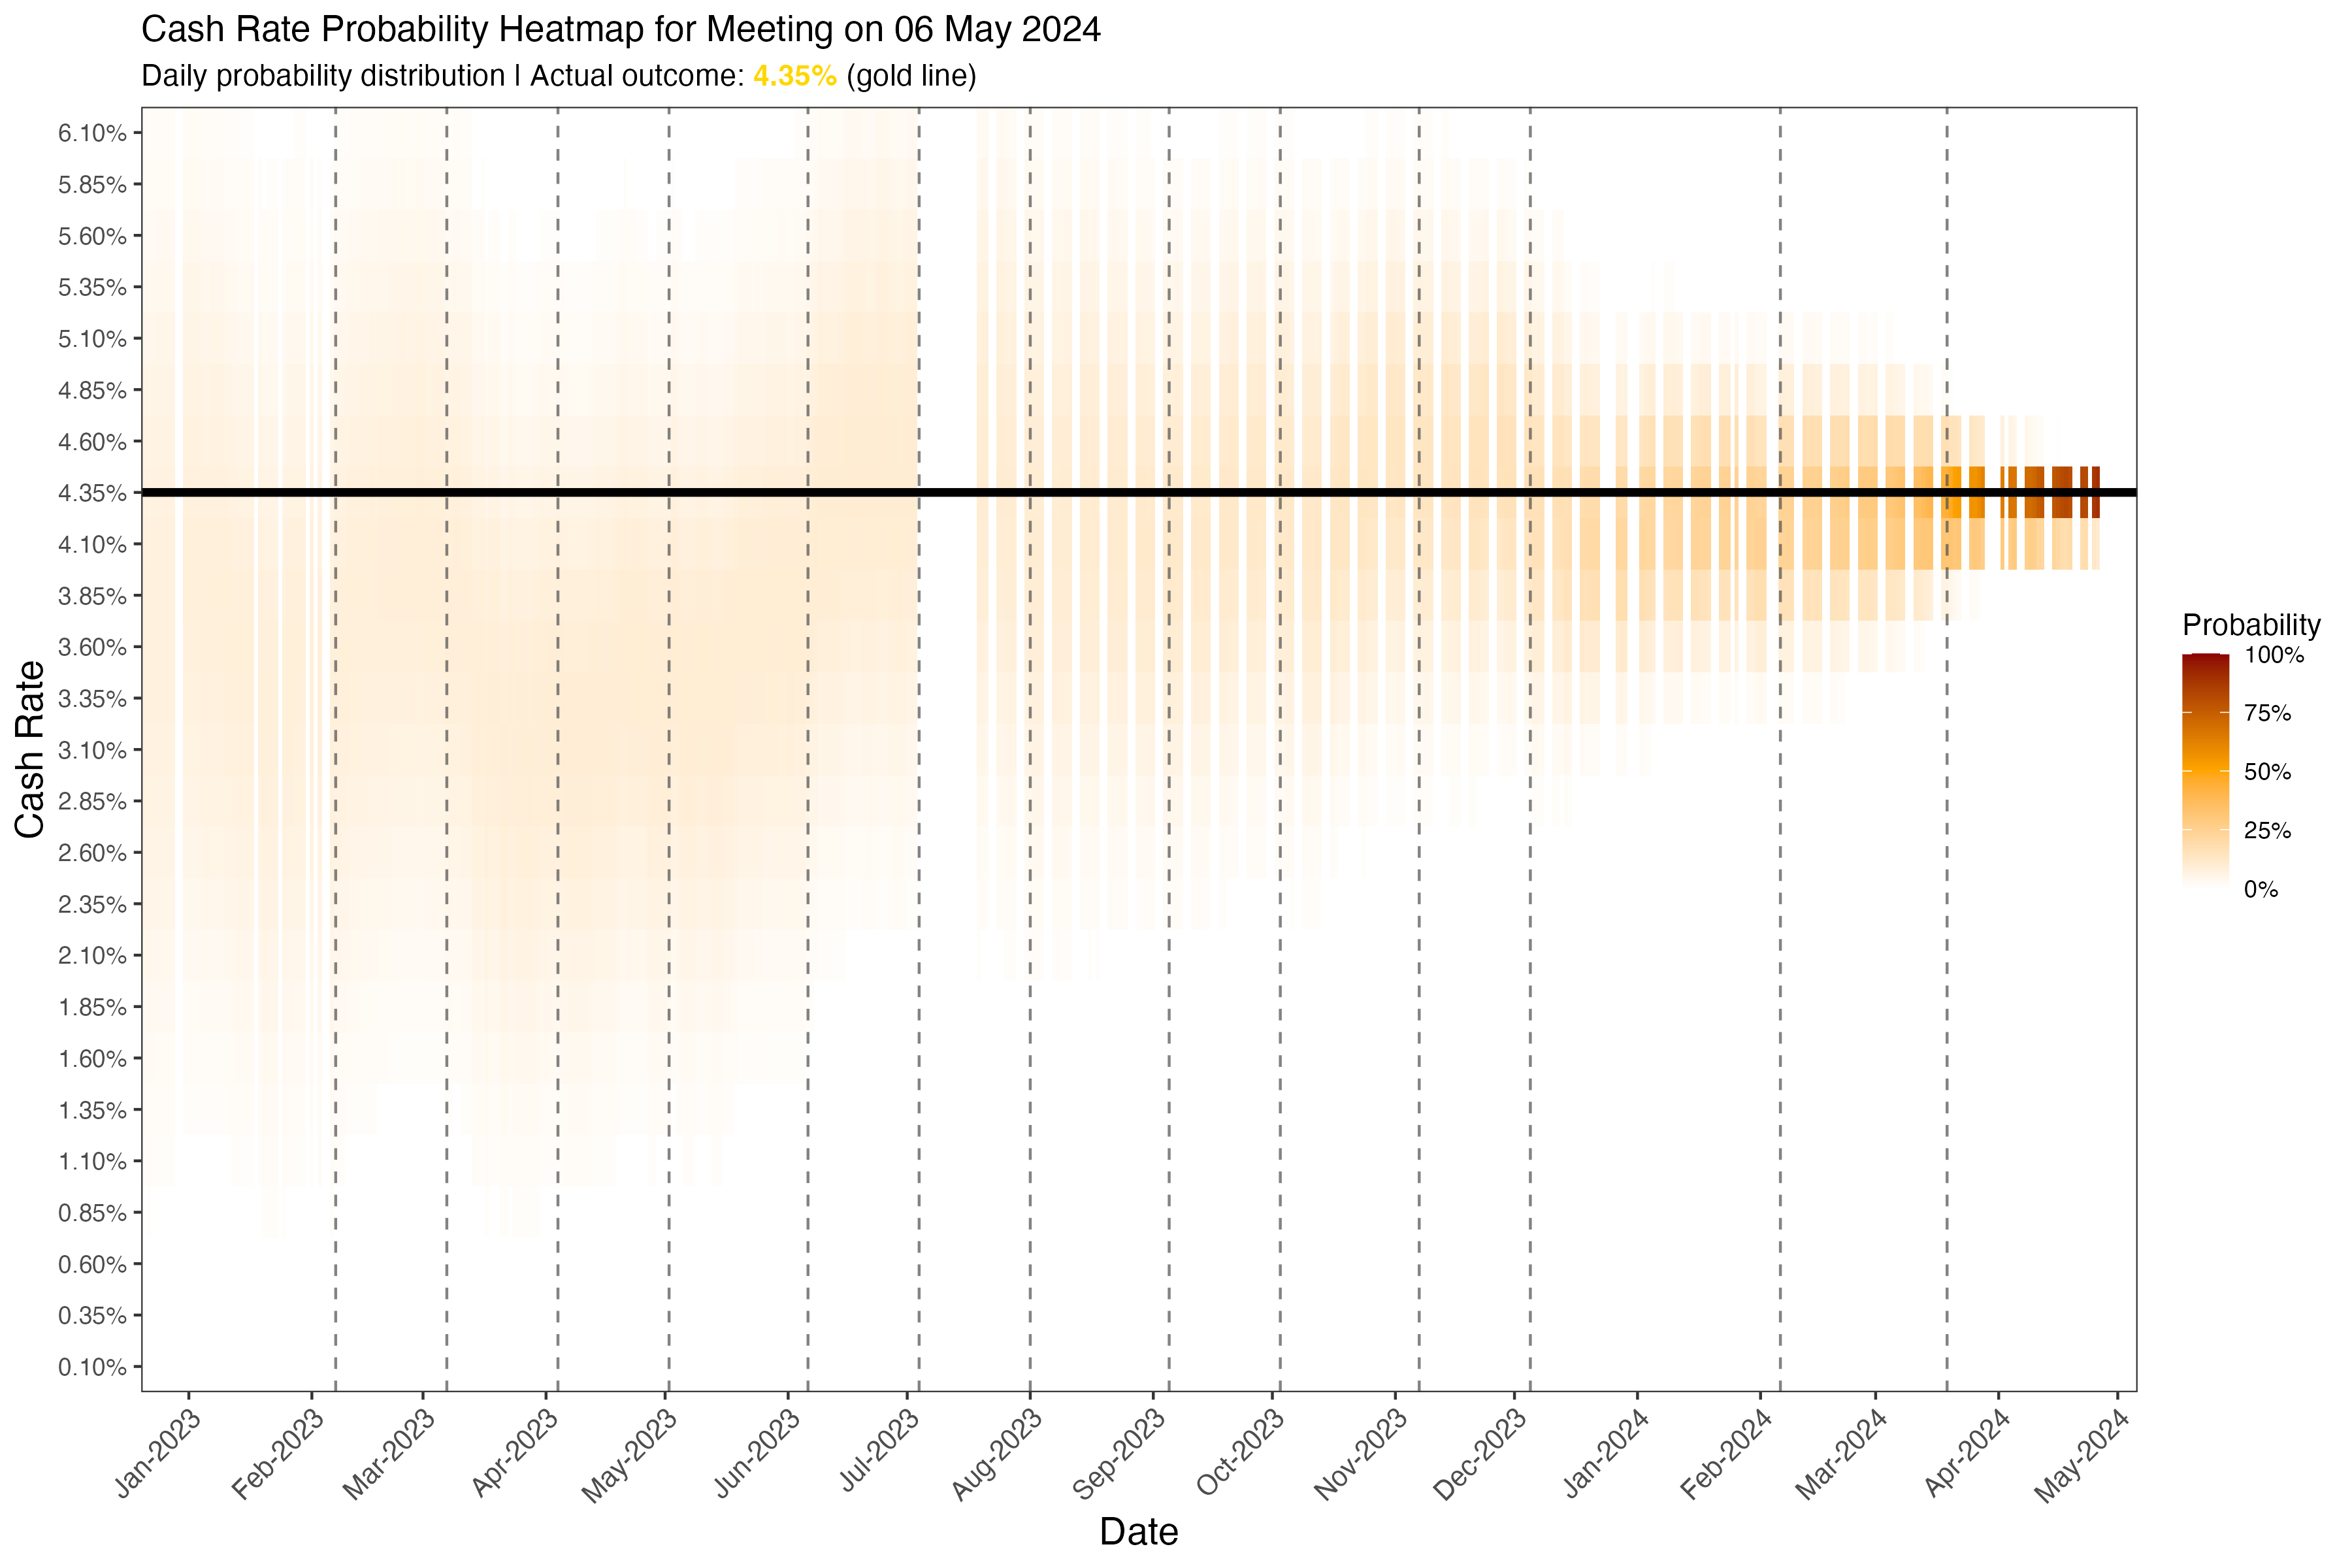 Cash Rate Probability Heatmap for Meeting on 06 May 2024
Daily probability distribution | Actual outcome: 4.35% (gold line)
Cash Rate
6.10%
5.85%
5.60%
5.35%
5.10%
4.85%
4.60%
4.35%
4.10%
3.85%
3.60%
3.35%
3.10%
2.85%
2.60%
2.35%
2.10%
1.85%
1.60%
1.35%
1.10%
0.85%
0.60%
0.35%
0.10%
Jan-2023
Feb-2023
Mar-2023
Apr-2023
May-2023
Jun-2023
Jul-2023
Aug-2023
Sep-2023
Oct-2023
Nov-2023
Dec-2023
Jan-2024
Feb-2024
Mar-2024
Apr-2024
May-2024
Date
Probability
100%
75%
50%
25%
0%